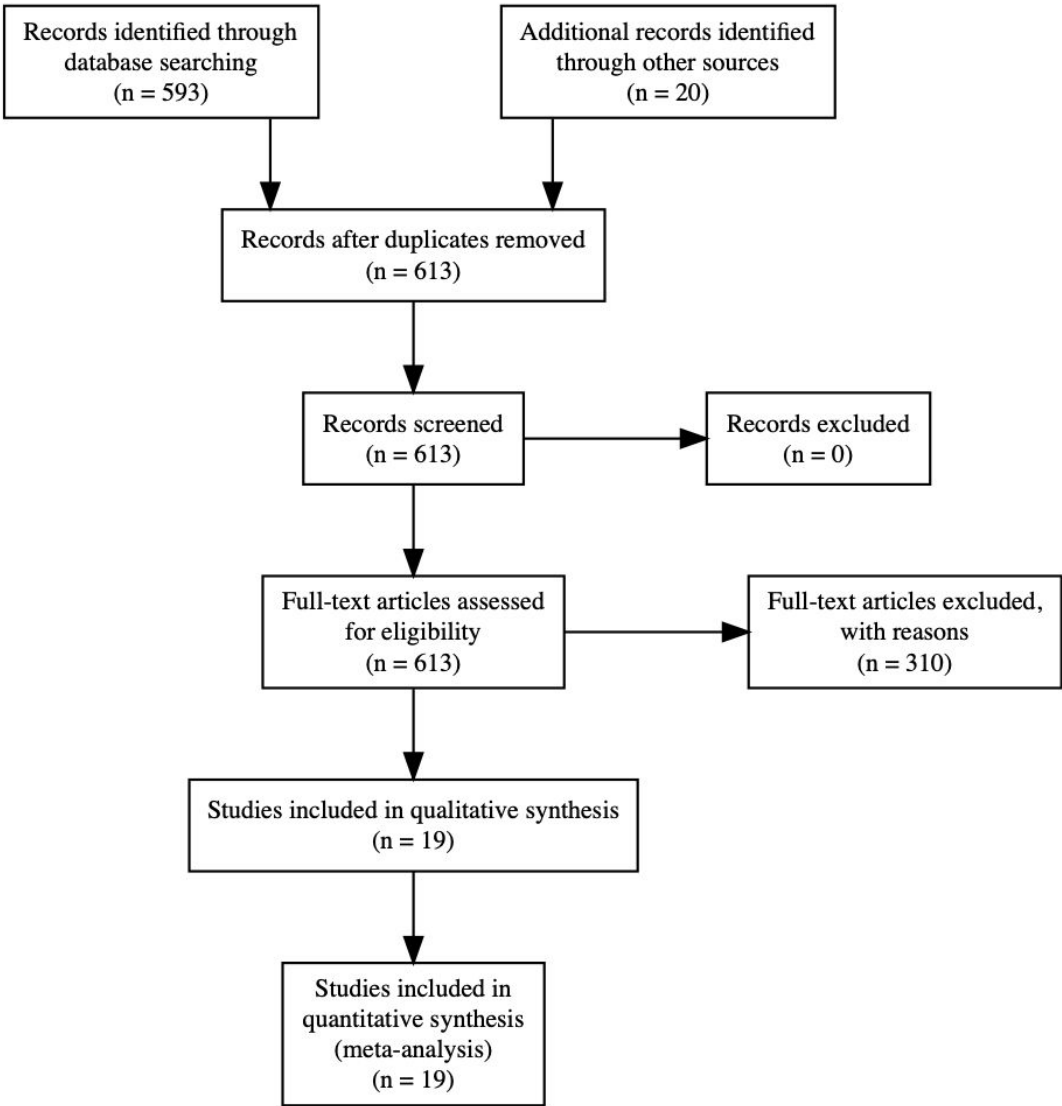 Records identified through
database searching
(n = 593)
Additional records identified
through other sources
(n = 20)
Records after duplicates removed
(n = 613)
Records screened
(n = 613)
Records excluded
(n = 0)
Full-text articles assessed
for eligibility
(n = 613)
Full-text articles excluded,
with reasons
(n = 310)
Studies included in qualitative synthesis
(n = 19)
Studies included in
quantitative synthesis
(meta-analysis)
(n = 19)